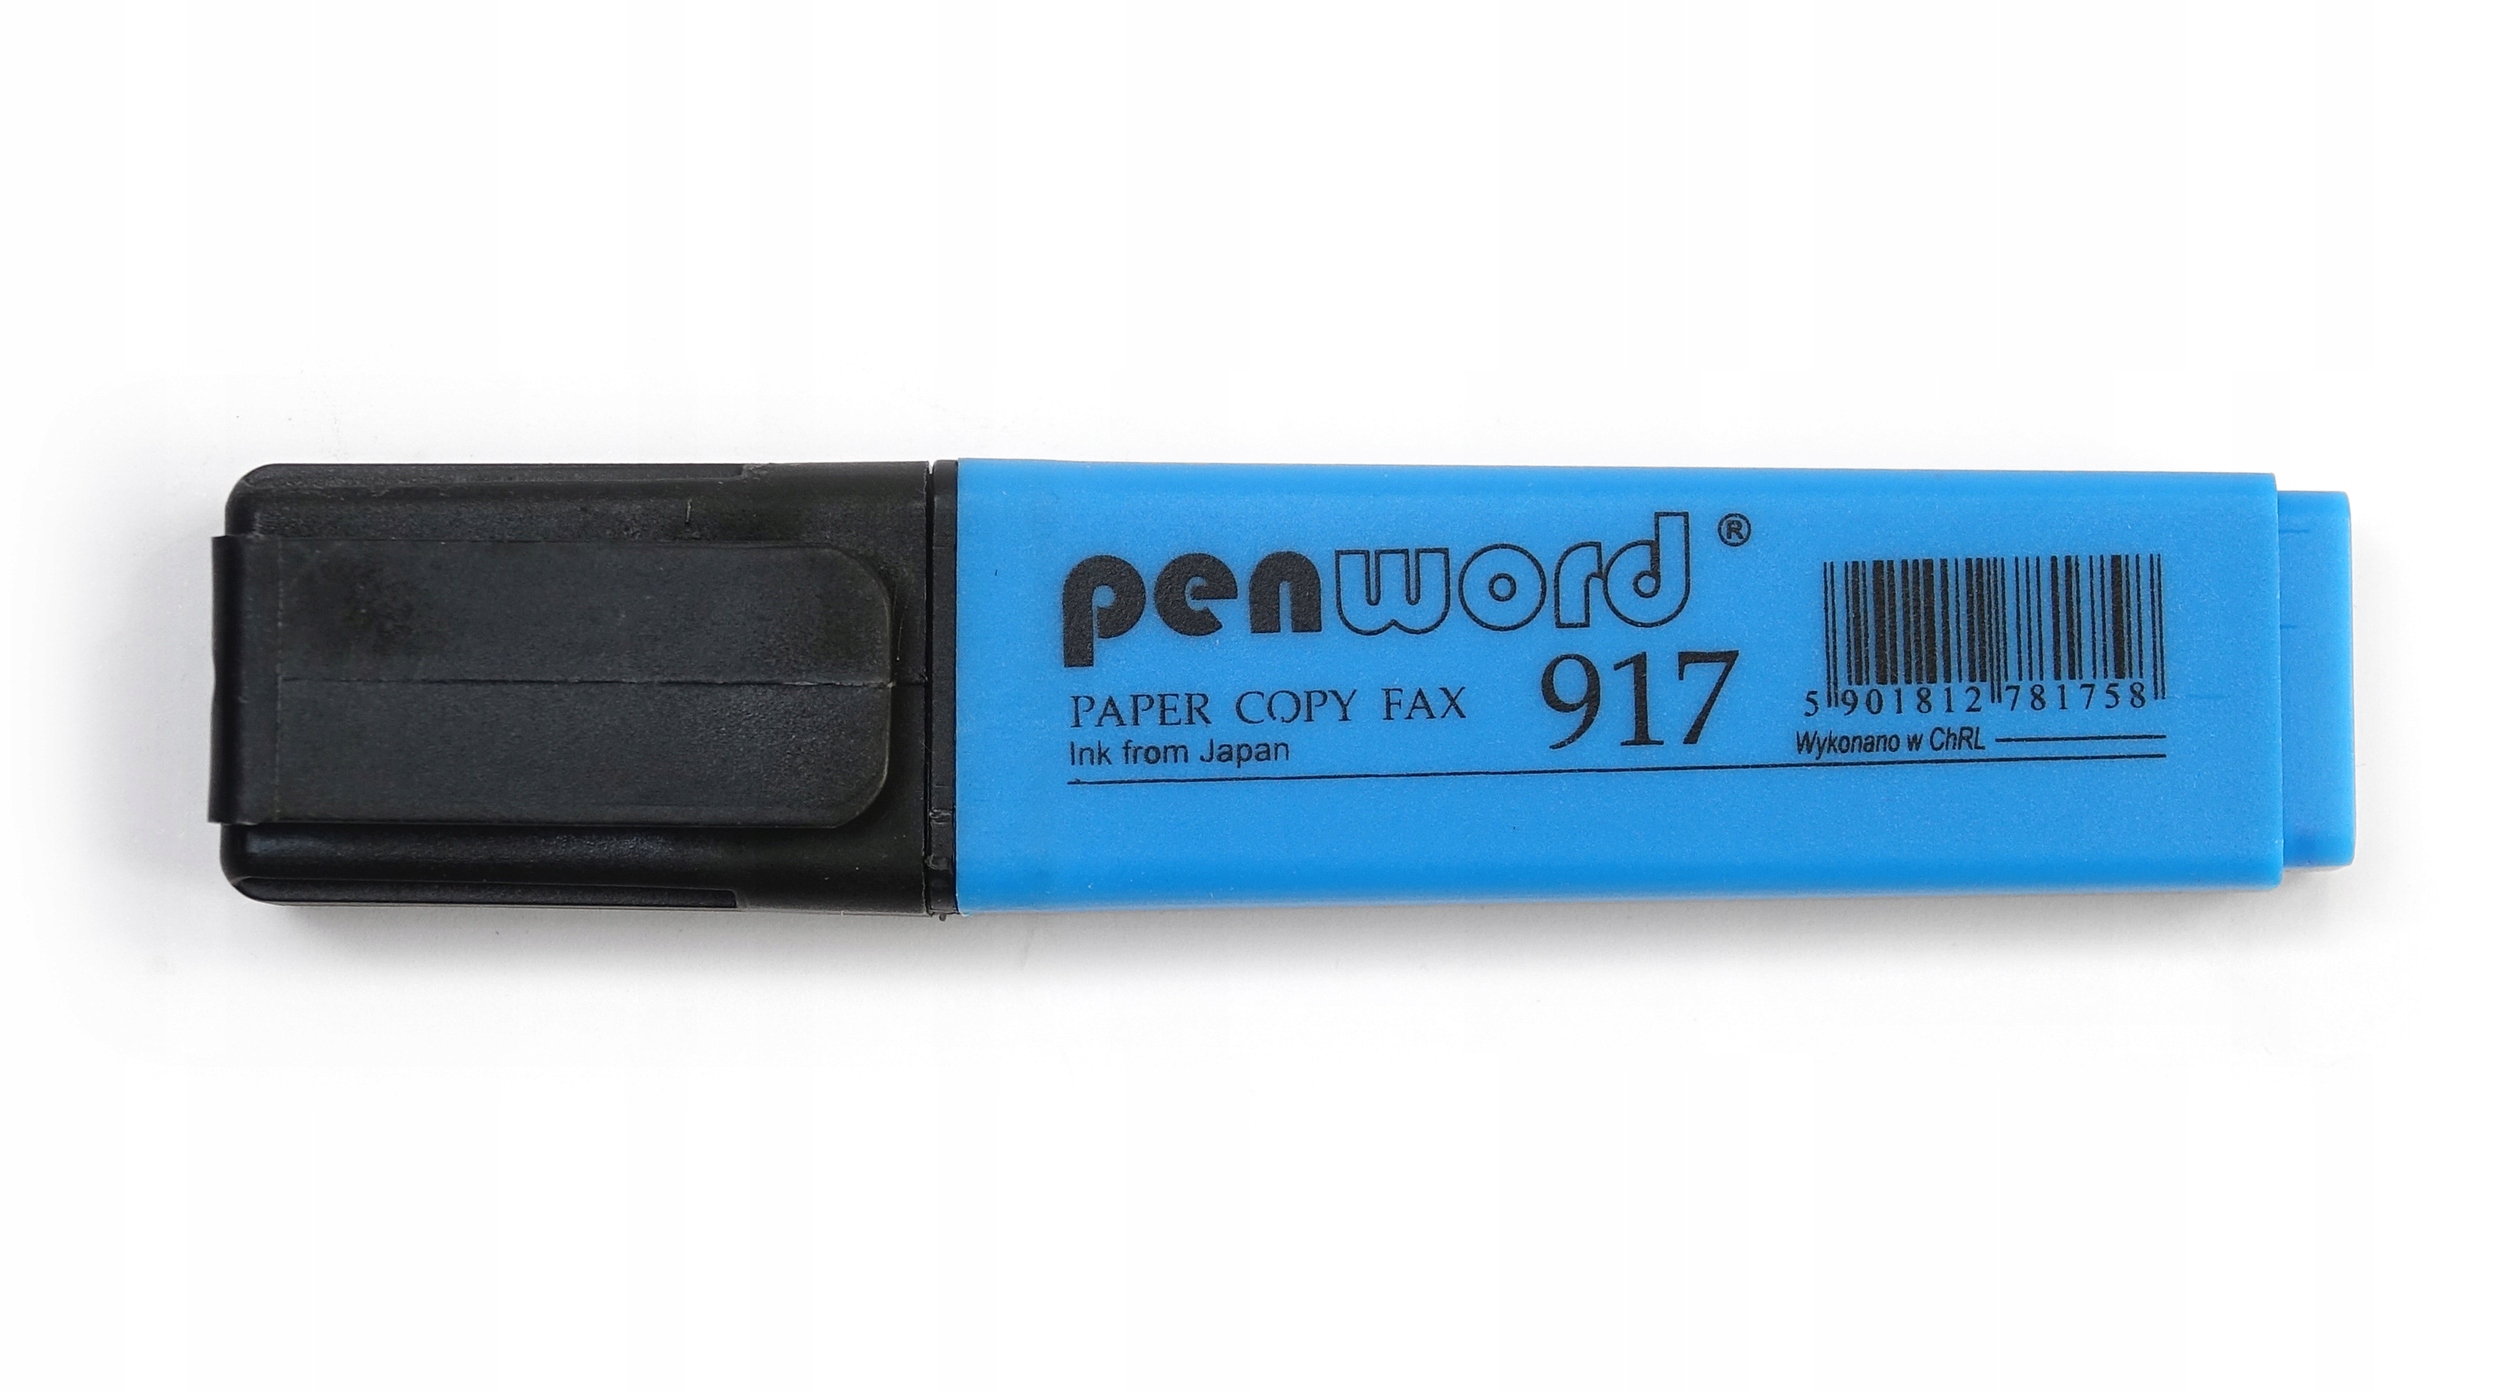 penword ®
PAPER COPY FAX 917
Ink from Japan
5 901812 781758
Wykonano w ChRL